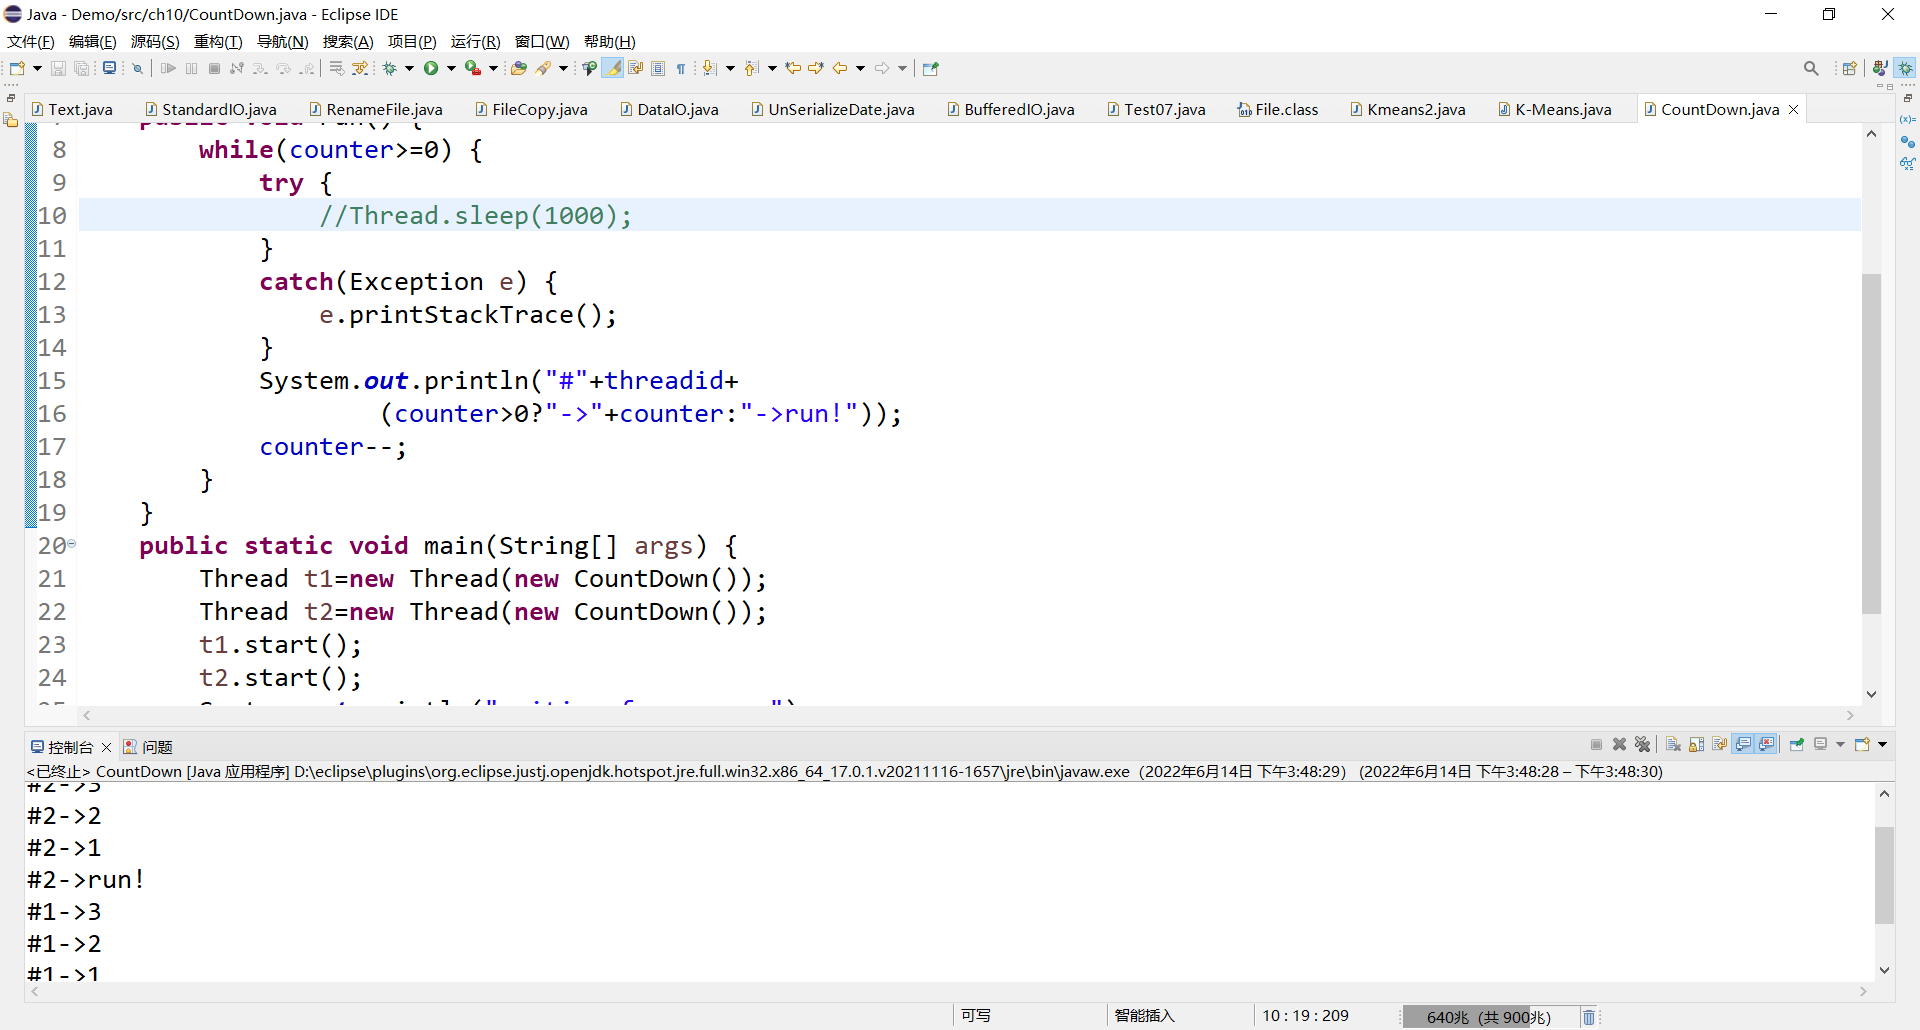 Java - Demo/src/ch10/CountDown.java - Eclipse IDE
文件(F) 编辑(E) 源码(S) 重构(T) 导航(N) 搜索(A) 项目(P) 运行(R) 窗口(W) 帮助(H)
Text.java StandardIO.java RenameFile.java FileCopy.java DataIO.java UnSerializeDate.java BufferedIO.java Test07.java File.class Kmeans2.java K-Means.java CountDown.java
7 public void run() {
8 while(counter>=0) {
9 try {
10 //Thread.sleep(1000);
11 }
12 catch(Exception e) {
13 e.printStackTrace();
14 }
15 System.out.println("#"+threadid+
16 (counter>0?"->"+counter:"->run!"));
17 counter--;
18 }
19 }
20 public static void main(String[] args) {
21 Thread t1=new Thread(new CountDown());
22 Thread t2=new Thread(new CountDown());
23 t1.start();
24 t2.start();
控制台 问题
<已终止> CountDown [Java 应用程序] D:\eclipse\plugins\org.eclipse.justj.openjdk.hotspot.jre.full.win32.x86_64_17.0.1.v20211116-1657\jre\bin\javaw.exe (2022年6月14日 下午3:48:29) (2022年6月14日 下午3:48:28 – 下午3:48:30)
#2->3
#2->2
#2->1
#2->run!
#1->3
#1->2
#1->1
可写 智能插入 10 : 19 : 209 640兆 (共 900兆)